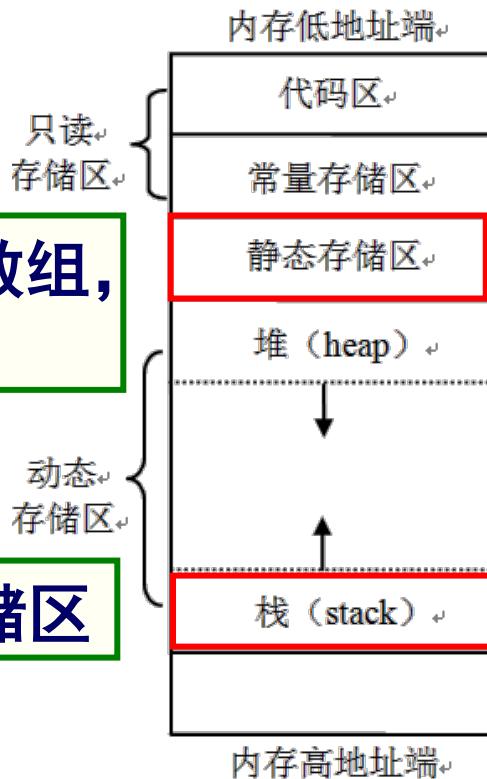 内存低地址端
代码区
只读
存储区
常量存储区
数组,
静态存储区
堆（heap）
动态
存储区
储区
栈（stack）
内存高地址端